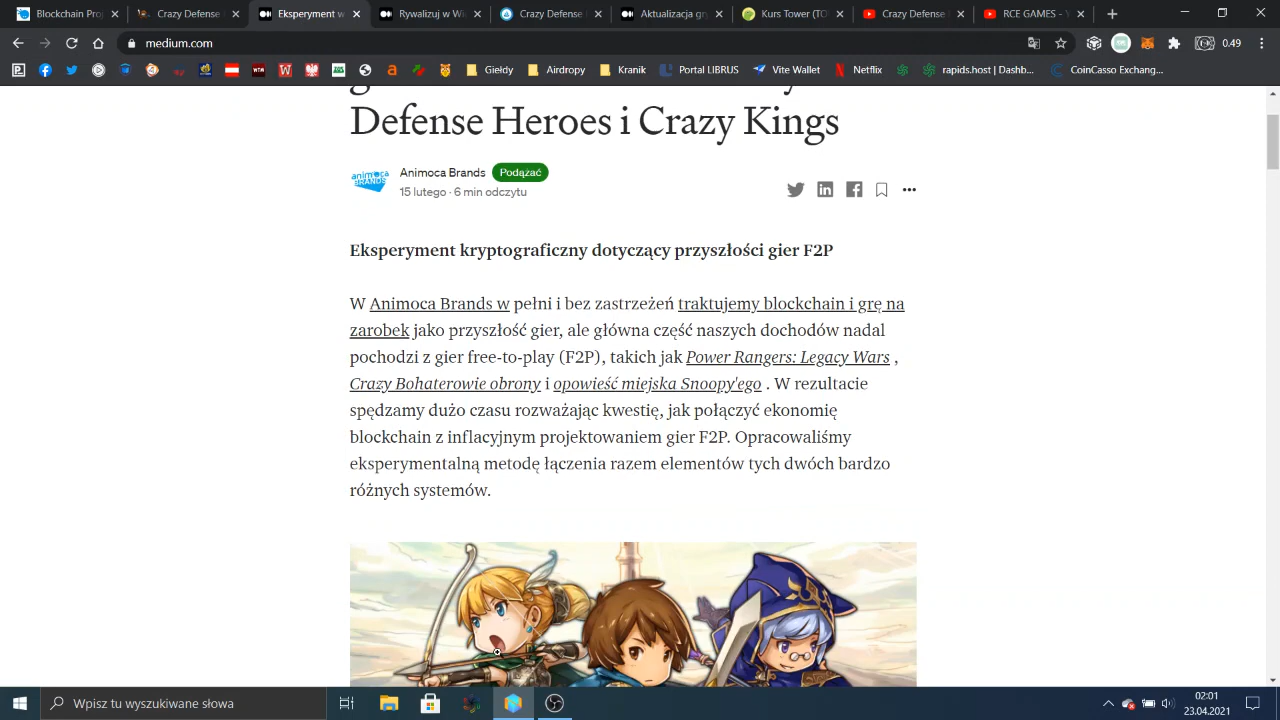 Blockchain Proj
Crazy Defense
Eksperyment w
Rywalizuj w Wi
Crazy Defense
Aktualizacja gr
Kurs Tower (TO
Crazy Defense
RCE GAMES - Y
medium.com
0.49
Giełdy
Airdropy
Kranik
Portal LIBRUS
Vite Wallet
Netflix
rapids.host | Dashb...
CoinCasso Exchang...
Defense Heroes i Crazy Kings
animoca
BRANDS
Animoca Brands Podążać
15 lutego · 6 min odczytu
Eksperyment kryptograficzny dotyczący przyszłości gier F2P
W Animoca Brands w pełni i bez zastrzeżeń traktujemy blockchain i grę na
zarobek jako przyszłość gier, ale główna część naszych dochodów nadal
pochodzi z gier free-to-play (F2P), takich jak Power Rangers: Legacy Wars ,
Crazy Bohaterowie obrony i opowieść miejska Snoopy'ego . W rezultacie
spędzamy dużo czasu rozważając kwestię, jak połączyć ekonomię
blockchain z inflacyjnym projektowaniem gier F2P. Opracowaliśmy
eksperymentalną metodę łączenia razem elementów tych dwóch bardzo
różnych systemów.
Wpisz tu wyszukiwane słowa
02:01
23.04.2021